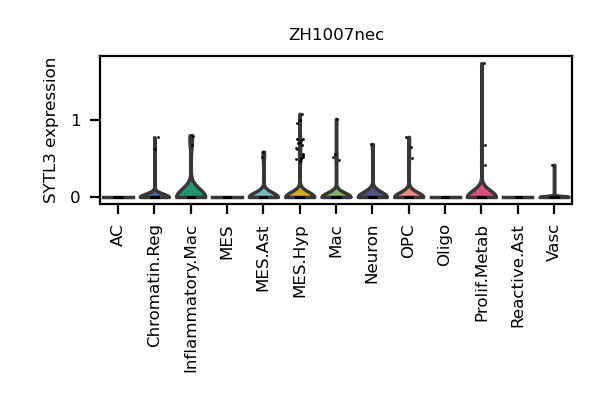 ZH1007nec
SYTL3 expression
1
0
AC
Chromatin.Reg
Inflammatory.Mac
MES
MES.Ast
MES.Hyp
Mac
Neuron
OPC
Oligo
Prolif.Metab
Reactive.Ast
Vasc